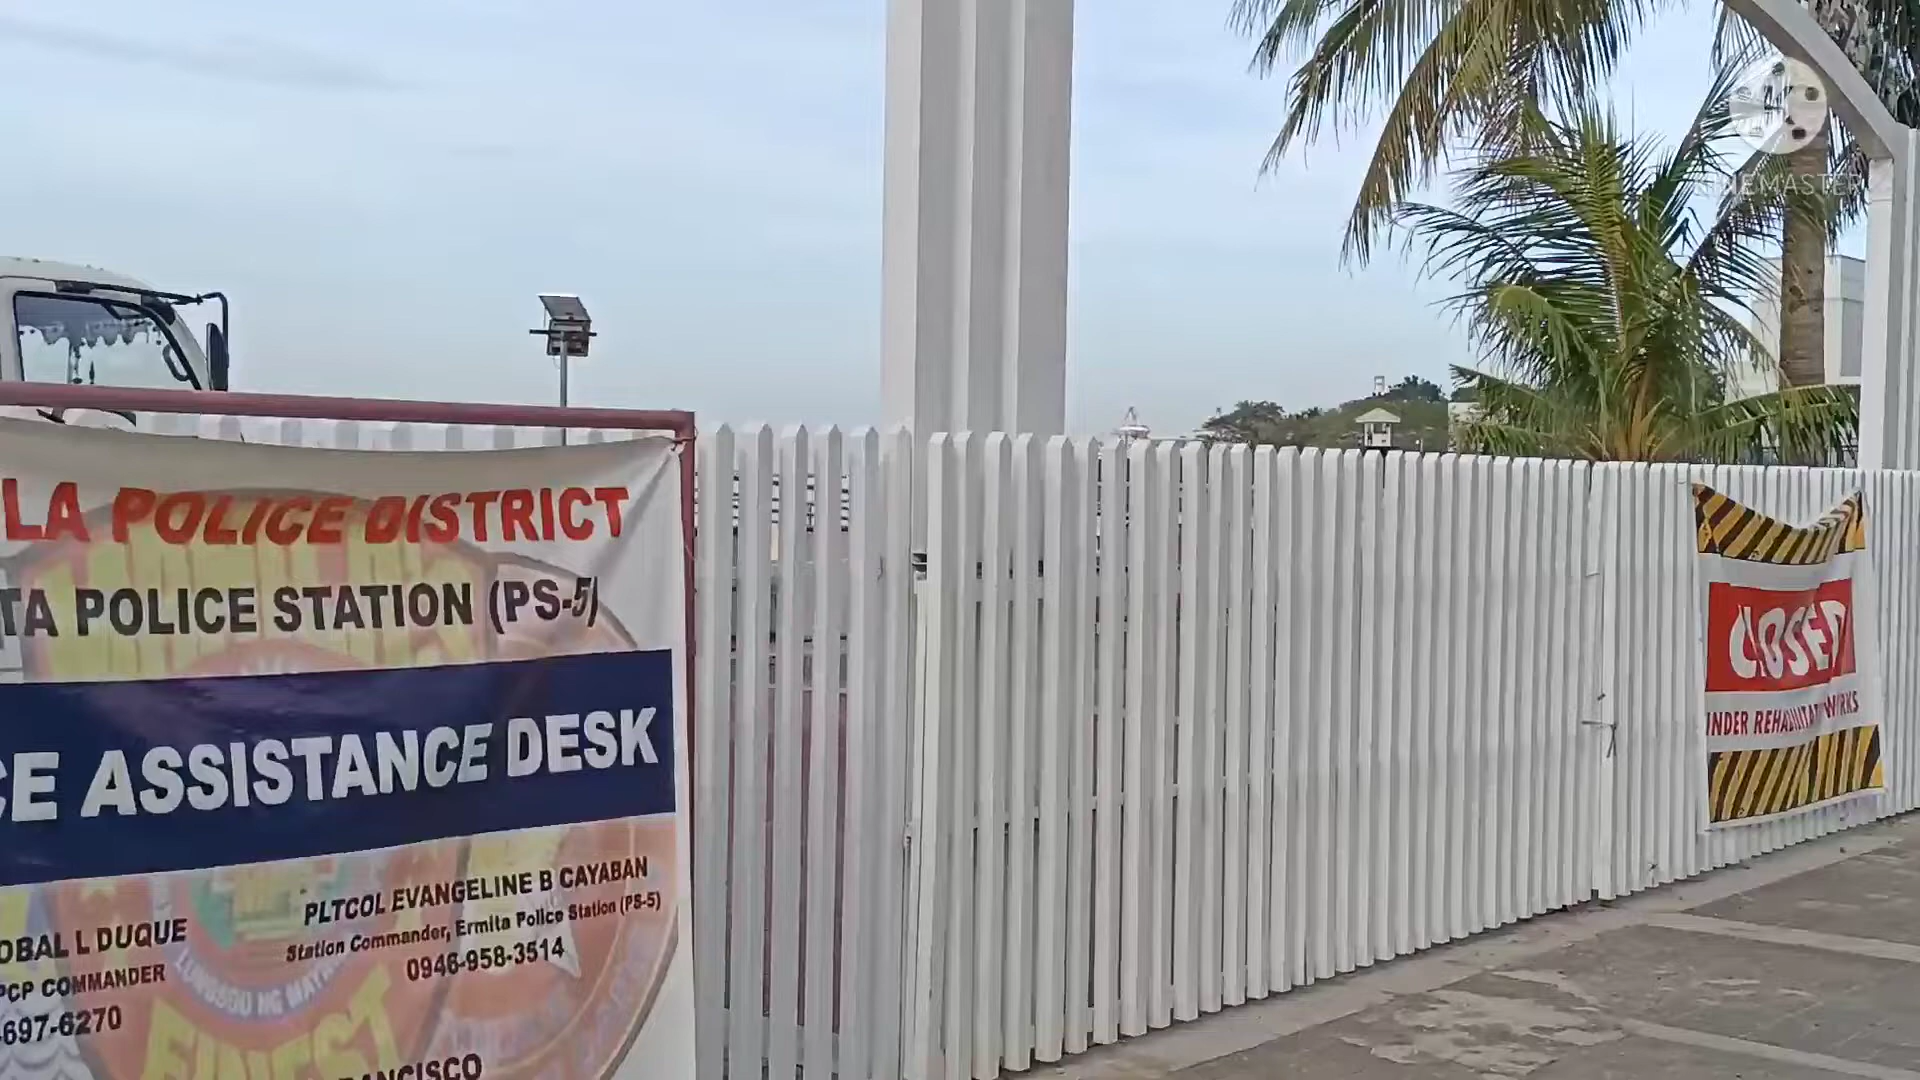 LA POLICE DISTRICT
TA POLICE STATION (PS-5)
CE ASSISTANCE DESK
OBAL L DUQUE
PCP COMMANDER
-697-6270
PLTCOL EVANGELINE B CAYABAN
Station Commander, Ermita Police Station (PS-5)
0946-958-3514
FINEST
RANCISCO
KINEMASTER
CLOSED
UNDER REHABILITAT WORKS